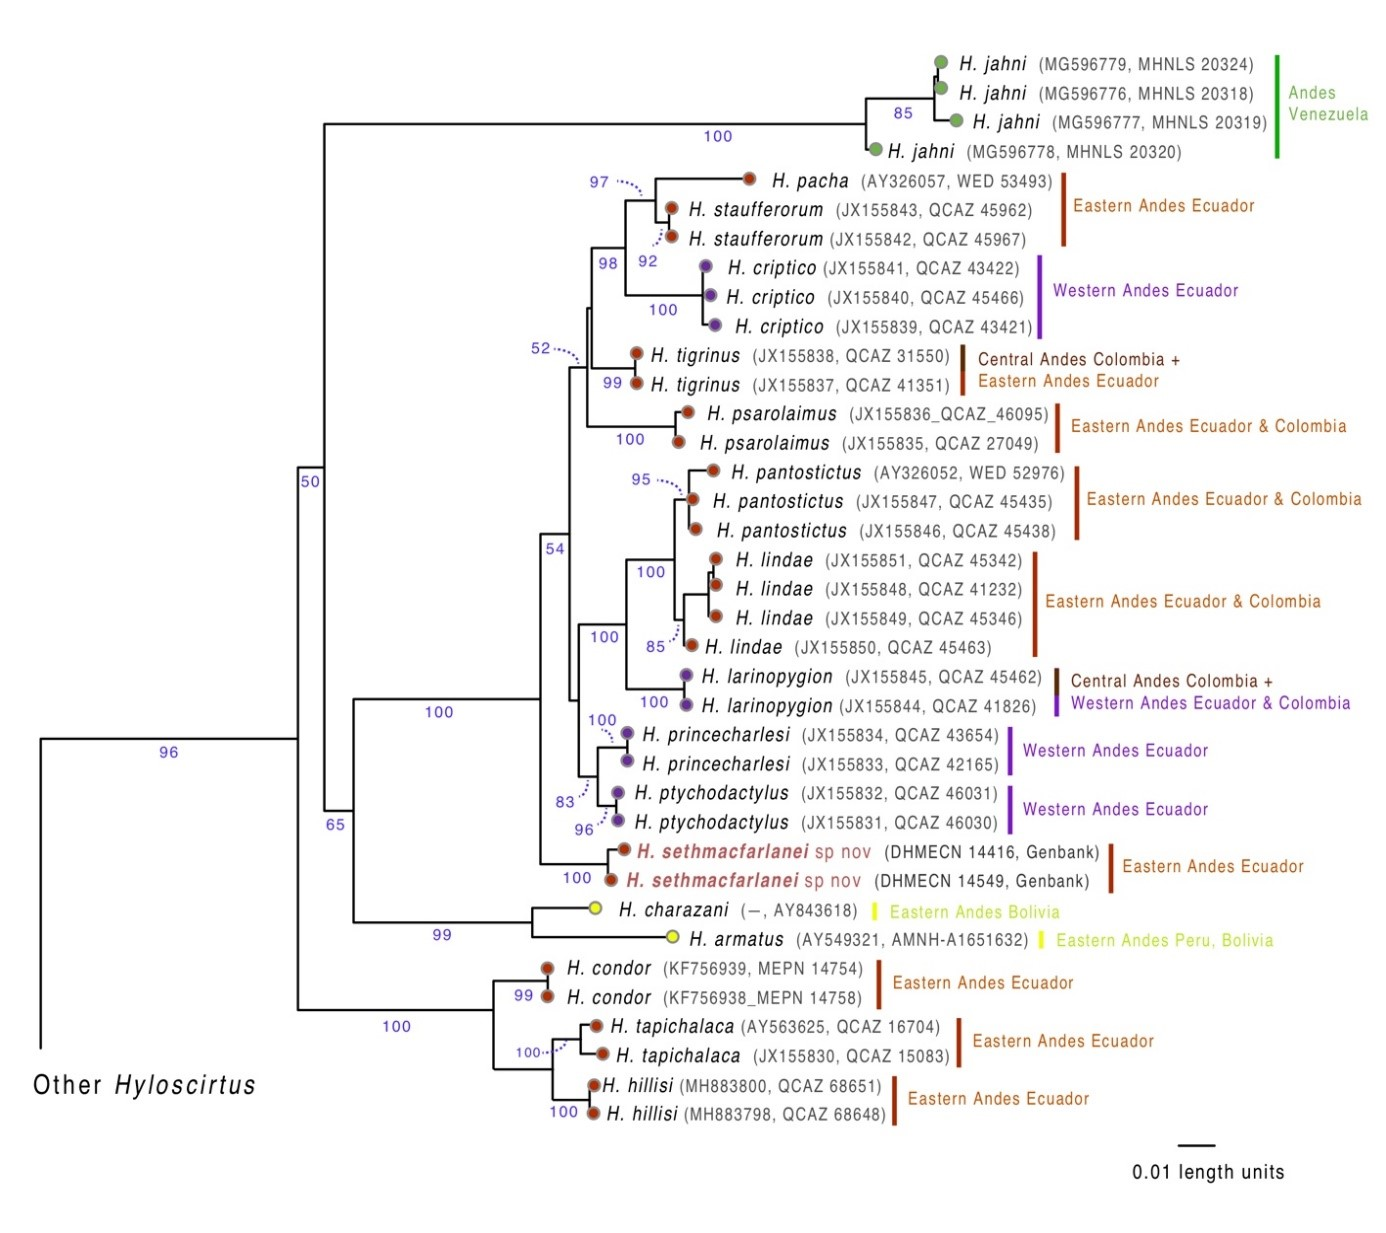 H. jahni (MG596779, MHNLS 20324)
H. jahni (MG596776, MHNLS 20318)
Andes
Venezuela
85
H. jahni (MG596777, MHNLS 20319)
100
H. jahni (MG596778, MHNLS 20320)
97
H. pacha (AY326057, WED 53493)
H. staufferorum (JX155843, QCAZ 45962)
Eastern Andes Ecuador
H. staufferorum (JX155842, QCAZ 45967)
98
92
H. criptico (JX155841, QCAZ 43422)
H. criptico (JX155840, QCAZ 45466)
Western Andes Ecuador
100
H. criptico (JX155839, QCAZ 43421)
52
H. tigrinus (JX155838, QCAZ 31550)
Central Andes Colombia +
99
H. tigrinus (JX155837, QCAZ 41351)
Eastern Andes Ecuador
H. psarolaimus (JX155836_QCAZ_46095)
Eastern Andes Ecuador & Colombia
100
H. psarolaimus (JX155835, QCAZ 27049)
95
H. pantostictus (AY326052, WED 52976)
50
H. pantostictus (JX155847, QCAZ 45435)
Eastern Andes Ecuador & Colombia
H. pantostictus (JX155846, QCAZ 45438)
54
H. lindae (JX155851, QCAZ 45342)
100
H. lindae (JX155848, QCAZ 41232)
Eastern Andes Ecuador & Colombia
H. lindae (JX155849, QCAZ 45346)
100
85
H. lindae (JX155850, QCAZ 45463)
H. larinopygion (JX155845, QCAZ 45462)
Central Andes Colombia +
100
H. larinopygion (JX155844, QCAZ 41826)
Western Andes Ecuador & Colombia
100
100
H. princecharlesi (JX155834, QCAZ 43654)
Western Andes Ecuador
96
H. princecharlesi (JX155833, QCAZ 42165)
83
H. ptychodactylus (JX155832, QCAZ 46031)
Western Andes Ecuador
65
96
H. ptychodactylus (JX155831, QCAZ 46030)
H. sethmacfarlanei sp nov (DHMECN 14416, Genbank)
Eastern Andes Ecuador
100
H. sethmacfarlanei sp nov (DHMECN 14549, Genbank)
H. charazani (–, AY843618)
Eastern Andes Bolivia
99
H. armatus (AY549321, AMNH-A1651632)
Eastern Andes Peru, Bolivia
H. condor (KF756939, MEPN 14754)
Eastern Andes Ecuador
99
H. condor (KF756938_MEPN 14758)
100
H. tapichalaca (AY563625, QCAZ 16704)
Eastern Andes Ecuador
100
H. tapichalaca (JX155830, QCAZ 15083)
H. hillisi (MH883800, QCAZ 68651)
Eastern Andes Ecuador
100
H. hillisi (MH883798, QCAZ 68648)
Other Hyloscirtus
0.01 length units